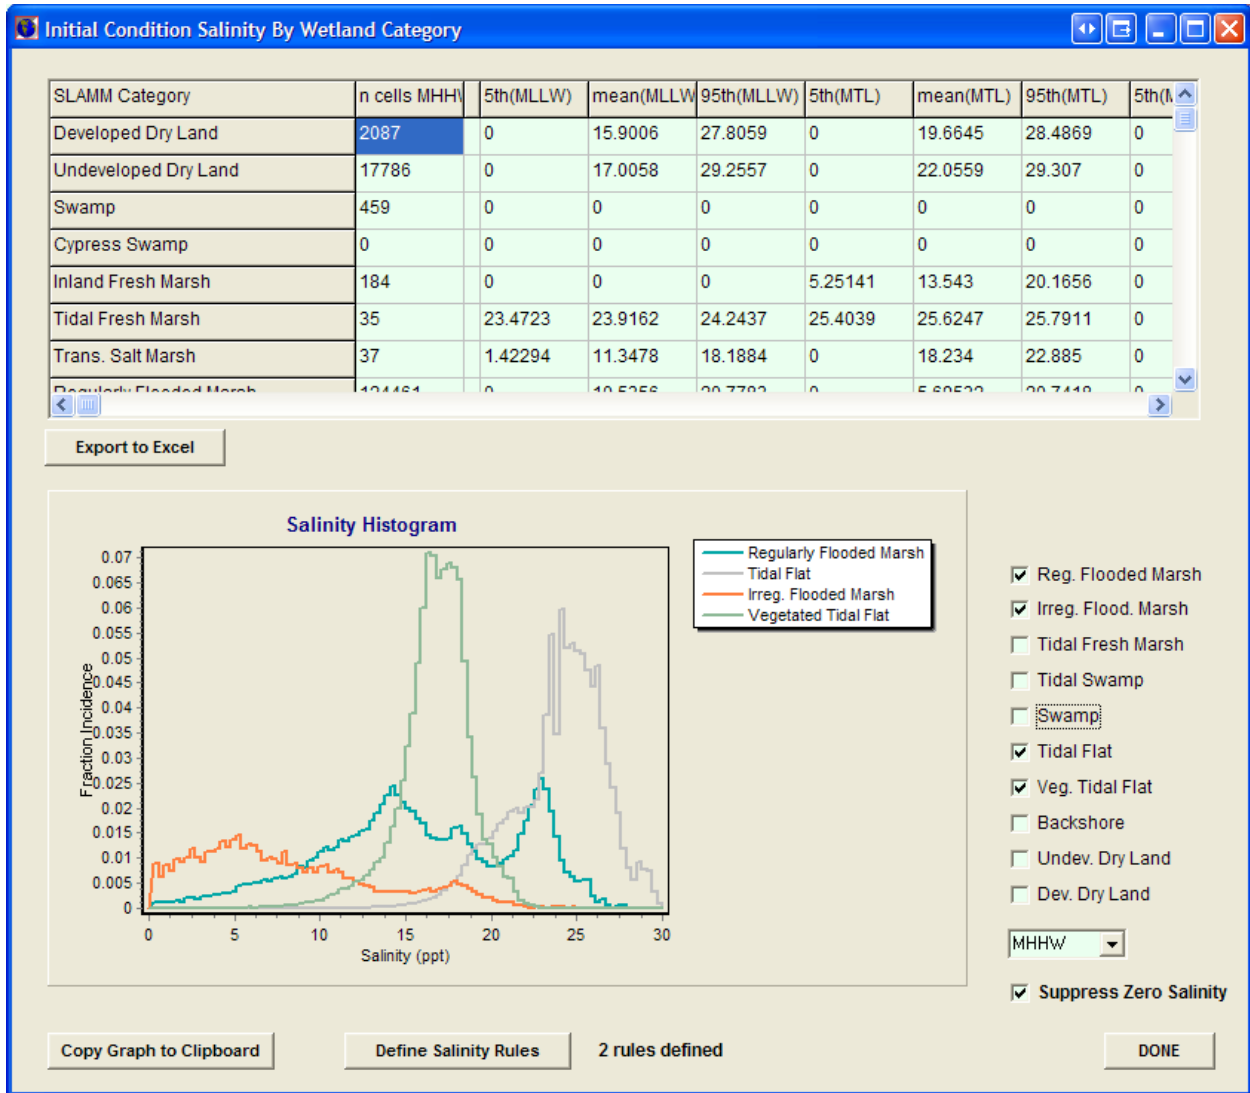 Initial Condition Salinity By Wetland Category
SLAMM Category n cells MHHW 5th(MLLW) mean(MLLW 95th(MLLW) 5th(MTL) mean(MTL) 95th(MTL) 5th(M
Developed Dry Land 2087 0 15.9006 27.8059 0 19.6645 28.4869 0
Undeveloped Dry Land 17786 0 17.0058 29.2557 0 22.0559 29.307 0
Swamp 459 0 0 0 0 0 0 0
Cypress Swamp 0 0 0 0 0 0 0 0
Inland Fresh Marsh 184 0 0 0 5.25141 13.543 20.1656 0
Tidal Fresh Marsh 35 23.4723 23.9162 24.2437 25.4039 25.6247 25.7911 0
Trans. Salt Marsh 37 1.42294 11.3478 18.1884 0 18.234 22.885 0
Regularly Flooded Marsh
Export to Excel
Salinity Histogram
Regularly Flooded Marsh
Tidal Flat
Irreg. Flooded Marsh
Vegetated Tidal Flat
0.07
0.065
0.06
0.055
0.05
0.045
0.04
0.035
0.03
0.025
0.02
0.015
0.01
0.005
0
Fraction Incidence
0 5 10 15 20 25 30
Salinity (ppt)
Reg. Flooded Marsh
Irreg. Flood. Marsh
Tidal Fresh Marsh
Tidal Swamp
Swamp
Tidal Flat
Veg. Tidal Flat
Backshore
Undev. Dry Land
Dev. Dry Land
MHHW
Suppress Zero Salinity
Copy Graph to Clipboard
Define Salinity Rules
2 rules defined
DONE